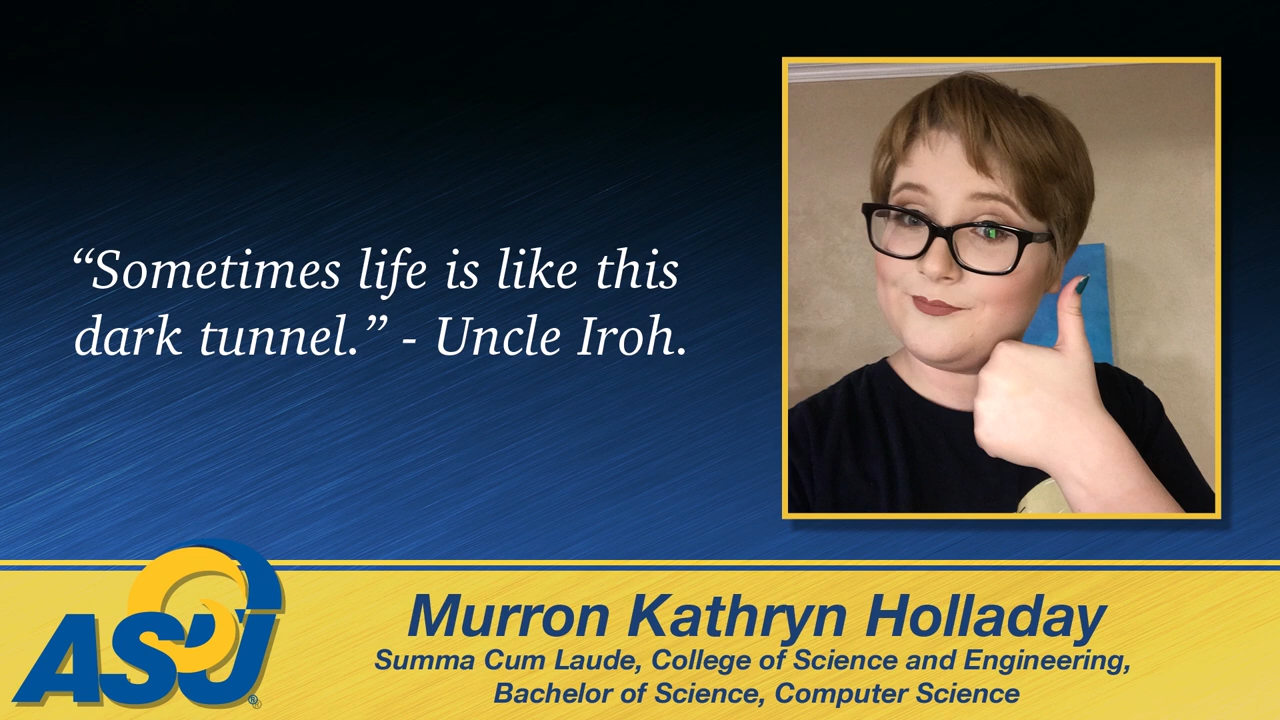 “Sometimes life is like this
dark tunnel.” - Uncle Iroh.
ASU®
Murron Kathryn Holladay
Summa Cum Laude, College of Science and Engineering,
Bachelor of Science, Computer Science